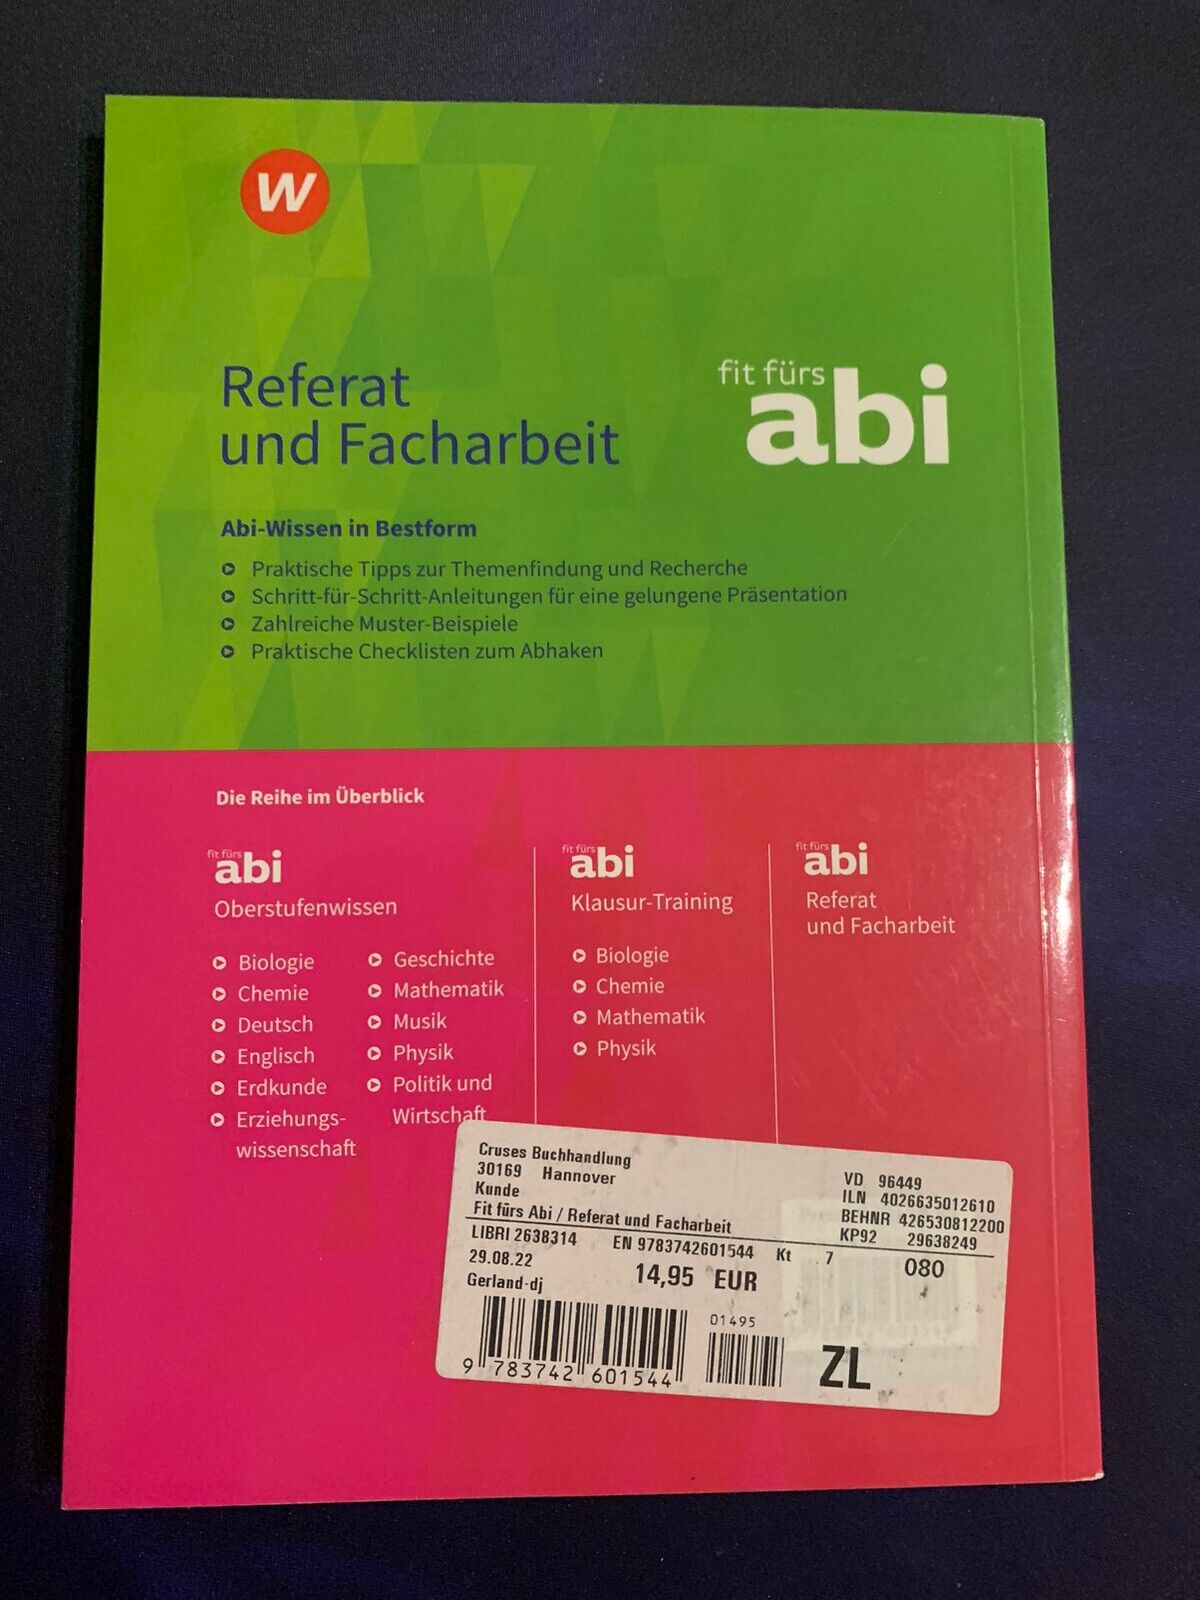 W
Referat
und Facharbeit
fit fürs
abi
Abi-Wissen in Bestform
Praktische Tipps zur Themenfindung und Recherche
Schritt-für-Schritt-Anleitungen für eine gelungene Präsentation
Zahlreiche Muster-Beispiele
Praktische Checklisten zum Abhaken
Die Reihe im Überblick
fit fürs
abi
Oberstufenwissen
Biologie
Chemie
Deutsch
Englisch
Erdkunde
Erziehungs-
wissenschaft
Geschichte
Mathematik
Musik
Physik
Politik und
Wirtschaft
fit fürs
abi
Klausur-Training
Biologie
Chemie
Mathematik
Physik
fit fürs
abi
Referat
und Facharbeit
Cruses Buchhandlung
30169 Hannover
Kunde
Fit fürs Abi / Referat und Facharbeit
VD 96449
ILN 4026635012610
BEHNR 426530812200
KP92 29638249
LIBRI 2638314 EN 9783742601544 Kt 7
29.08.22 14,95 EUR 080
Gerland-dj
01495
9 783742 601544
ZL